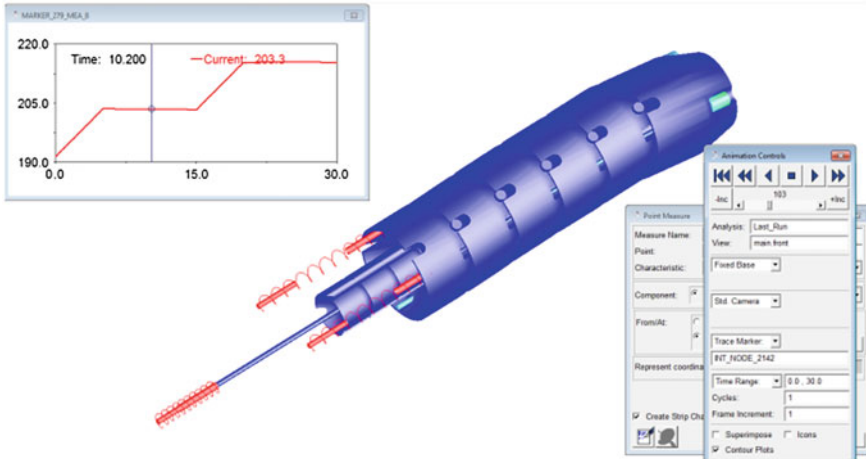 MARKER_279_MEA_6
220.0
Time: 10.200
Current: 203.3
205.0
190.0
0.0 15.0 30.0
Animation Controls
103
-Inc +Inc
Analysis: Last_Run
View: main.front
Fixed Base
Std. Camera
Trace Marker:
INT_NODE_2142
Time Range: 0.0 , 30.0
Cycles: 1
Frame Increment: 1
Superimpose Icons
Contour Plots
Point Measure
Measure Name:
Point:
Characteristic:
Component:
From/At:
Represent coordina
Create Strip Cha